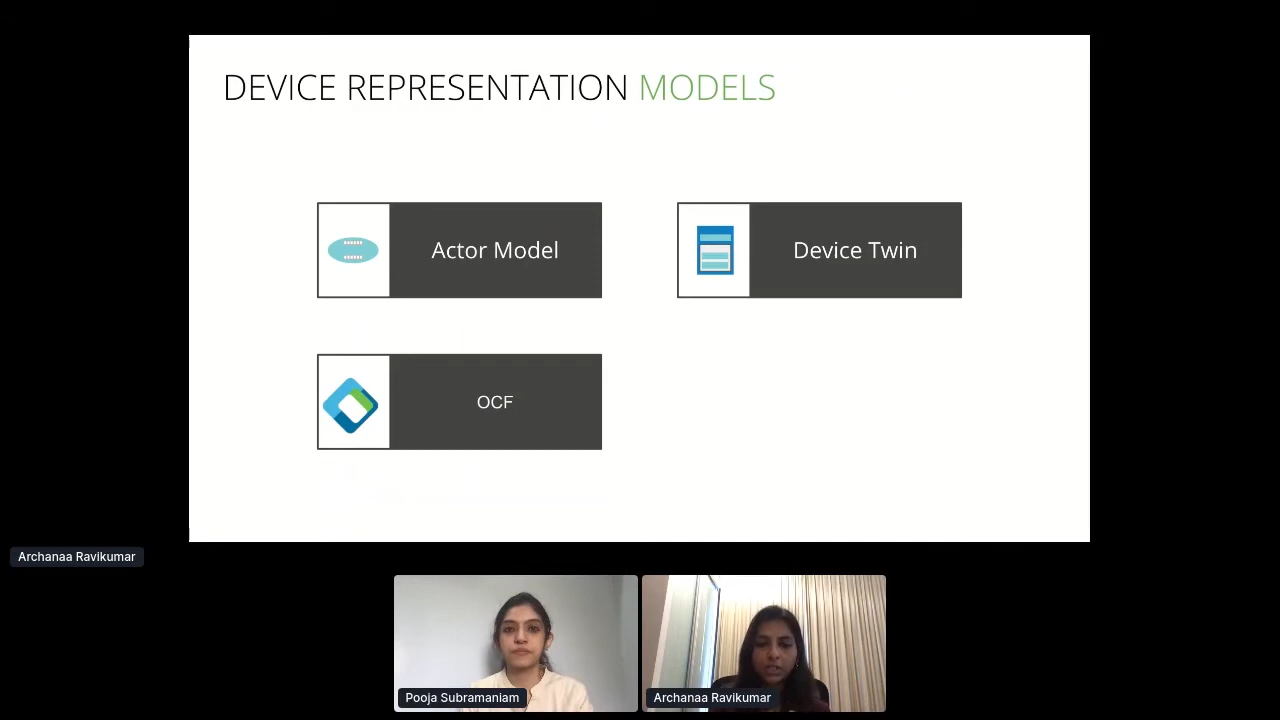 DEVICE REPRESENTATION MODELS
Actor Model
Device Twin
OCF
Archanaa Ravikumar
Pooja Subramaniam
Archanaa Ravikumar